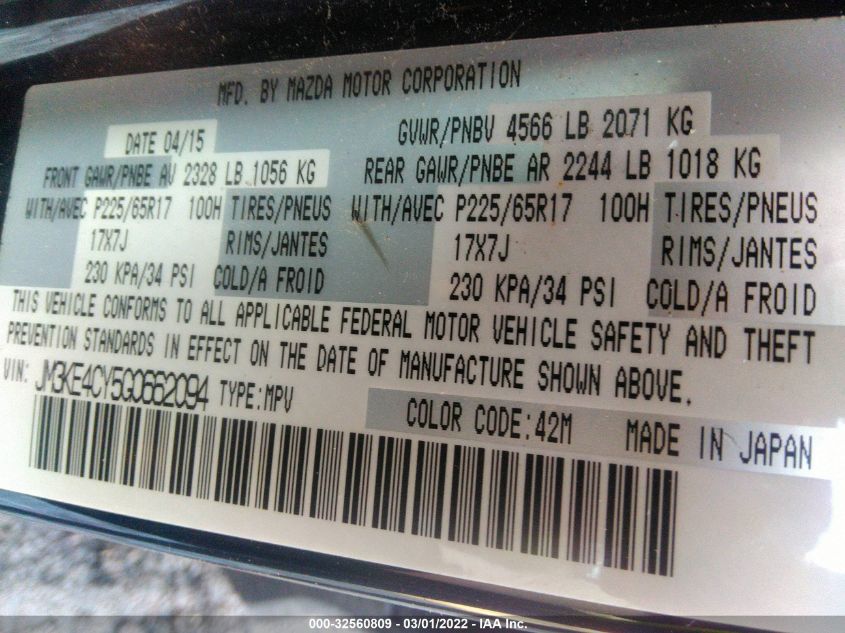 MFD. BY MAZDA MOTOR CORPORATION
DATE 04/15 GVWR/PNBV 4566 LB 2071 KG
FRONT GAWR/PNBE AV 2328 LB 1056 KG REAR GAWR/PNBE AR 2244 LB 1018 KG
WITH/AVEC P225/65R17 100H TIRES/PNEUS WITH/AVEC P225/65R17 100H TIRES/PNEUS
17X7J RIMS/JANTES 17X7J RIMS/JANTES
230 KPA/34 PSI COLD/A FROID 230 KPA/34 PSI COLD/A FROID
THIS VEHICLE CONFORMS TO ALL APPLICABLE FEDERAL MOTOR VEHICLE SAFETY AND THEFT
PREVENTION STANDARDS IN EFFECT ON THE DATE OF MANUFACTURE SHOWN ABOVE.
VIN: JM3KE4CY5G0662094 TYPE:MPV
COLOR CODE:42M MADE IN JAPAN
000-32560809 - 03/01/2022 - IAA Inc.